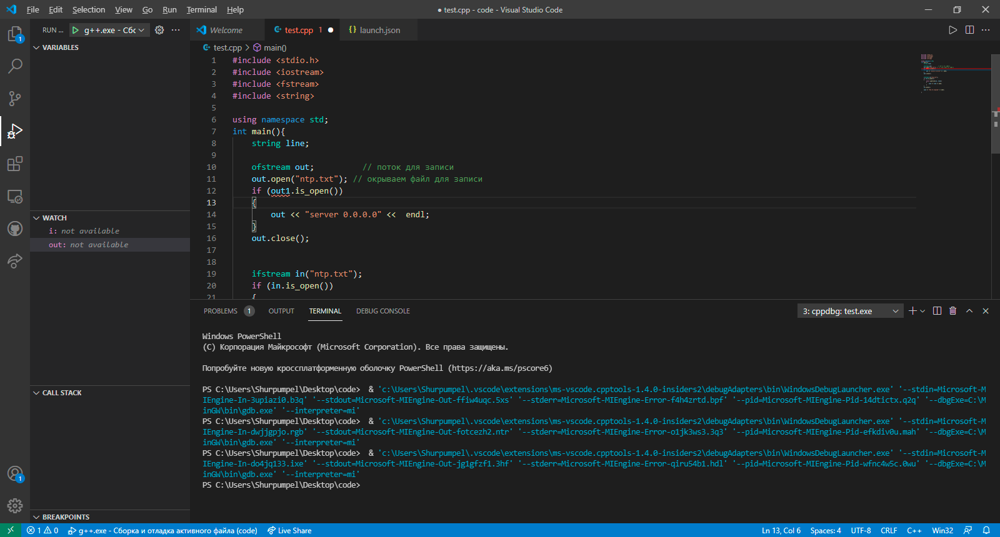 File Edit Selection View Go Run Terminal Help
● test.cpp - code - Visual Studio Code
RUN ... g++.exe - Сбо
Welcome test.cpp 1 ● {} launch.json
test.cpp > main()
VARIABLES
WATCH
i: not available
out: not available
CALL STACK
BREAKPOINTS
1 #include <stdio.h>
2 #include <iostream>
3 #include <fstream>
4 #include <string>
5
6 using namespace std;
7 int main(){
8 string line;
9
10 ofstream out; // поток для записи
11 out.open("ntp.txt"); // окрываем файл для записи
12 if (out1.is_open())
13 {
14 out << "server 0.0.0.0" << endl;
15 }
16 out.close();
17
18
19 ifstream in("ntp.txt");
20 if (in.is_open())
21 {
PROBLEMS 1 OUTPUT TERMINAL DEBUG CONSOLE 3: cppdbg: test.exe
Windows PowerShell
(C) Корпорация Майкрософт (Microsoft Corporation). Все права защищены.
Попробуйте новую кроссплатформенную оболочку PowerShell (https://aka.ms/pscore6)
PS C:\Users\Shurpumpel\Desktop\code>  & 'c:\Users\Shurpumpel\.vscode\extensions\ms-vscode.cpptools-1.4.0-insiders2\debugAdapters\bin\WindowsDebugLauncher.exe' '--stdin=Microsoft-M
IEngine-In-3upiazi0.b3q' '--stdout=Microsoft-MIEngine-Out-ffiw4uqc.5xs' '--stderr=Microsoft-MIEngine-Error-f4h4zrtd.bpf' '--pid=Microsoft-MIEngine-Pid-14dtictx.q2q' '--dbgExe=C:\M
inGW\bin\gdb.exe' '--interpreter=mi'
PS C:\Users\Shurpumpel\Desktop\code>  & 'c:\Users\Shurpumpel\.vscode\extensions\ms-vscode.cpptools-1.4.0-insiders2\debugAdapters\bin\WindowsDebugLauncher.exe' '--stdin=Microsoft-M
IEngine-In-dwjjgpjo.rgb' '--stdout=Microsoft-MIEngine-Out-fotcezh2.ntr' '--stderr=Microsoft-MIEngine-Error-o1jk3ws3.3q3' '--pid=Microsoft-MIEngine-Pid-efkdiv0u.mah' '--dbgExe=C:\M
inGW\bin\gdb.exe' '--interpreter=mi'
PS C:\Users\Shurpumpel\Desktop\code>  & 'c:\Users\Shurpumpel\.vscode\extensions\ms-vscode.cpptools-1.4.0-insiders2\debugAdapters\bin\WindowsDebugLauncher.exe' '--stdin=Microsoft-M
IEngine-In-do4jq133.ixe' '--stdout=Microsoft-MIEngine-Out-jg1gfzf1.3hf' '--stderr=Microsoft-MIEngine-Error-qiru54b1.hdl' '--pid=Microsoft-MIEngine-Pid-wfnc4w5c.0wu' '--dbgExe=C:\M
inGW\bin\gdb.exe' '--interpreter=mi'
PS C:\Users\Shurpumpel\Desktop\code>
1 0 g++.exe - Сборка и отладка активного файла (code) Live Share Ln 13, Col 6 Spaces: 4 UTF-8 CRLF C++ Win32